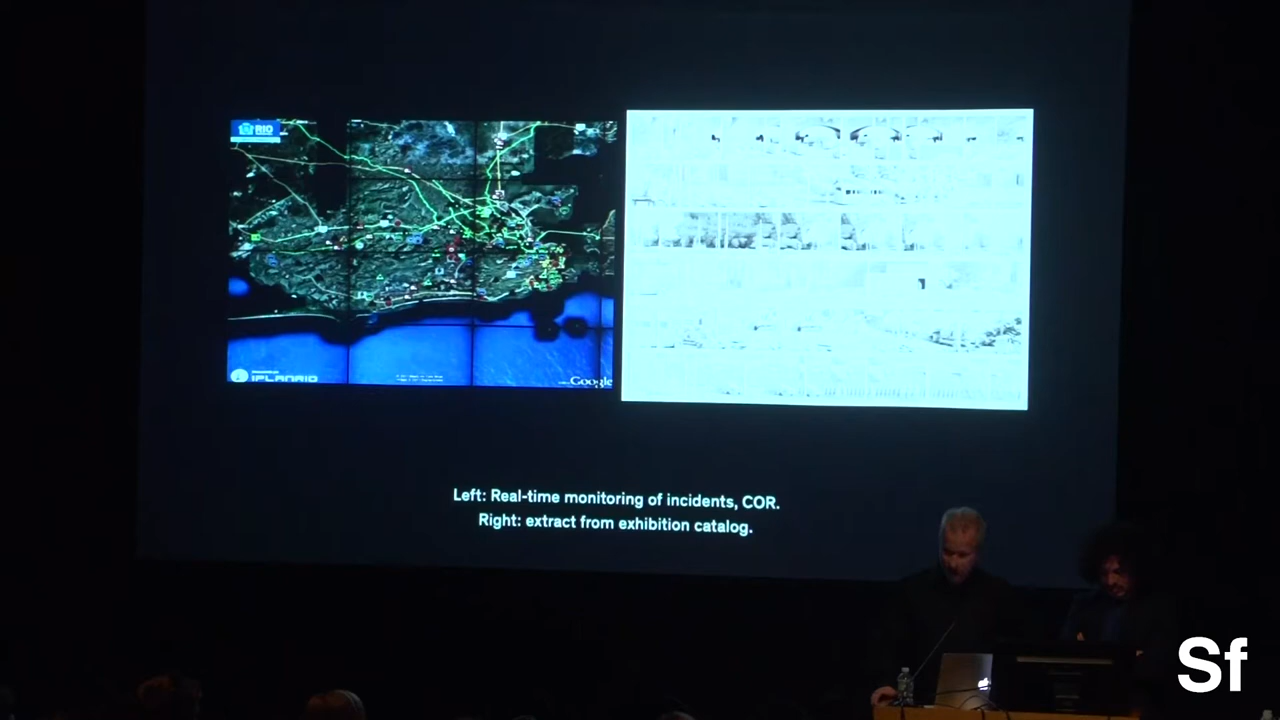 RIO
IPLANRIO
Google
Left: Real-time monitoring of incidents, COR.
Right: extract from exhibition catalog.
Sf